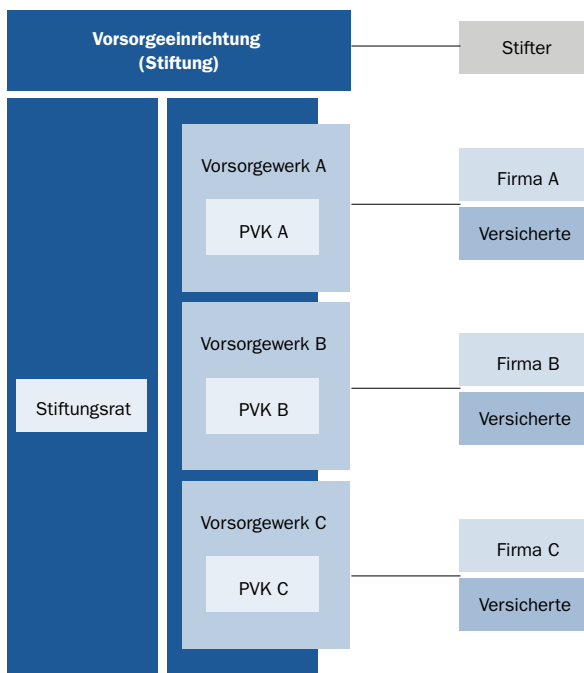 Vorsorgeeinrichtung
(Stiftung)
Stifter
Stiftungsrat
Vorsorgewerk A
PVK A
Firma A
Versicherte
Vorsorgewerk B
PVK B
Firma B
Versicherte
Vorsorgewerk C
PVK C
Firma C
Versicherte